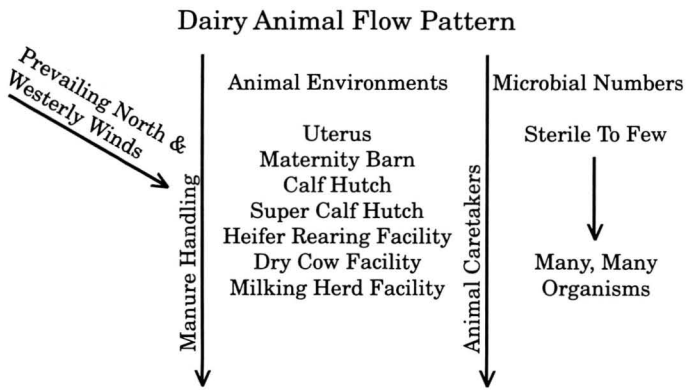 Dairy Animal Flow Pattern
Prevailing North &
Westerly Winds
Manure Handling
Animal Environments
Uterus
Maternity Barn
Calf Hutch
Super Calf Hutch
Heifer Rearing Facility
Dry Cow Facility
Milking Herd Facility
Animal Caretakers
Microbial Numbers
Sterile To Few
Many, Many
Organisms